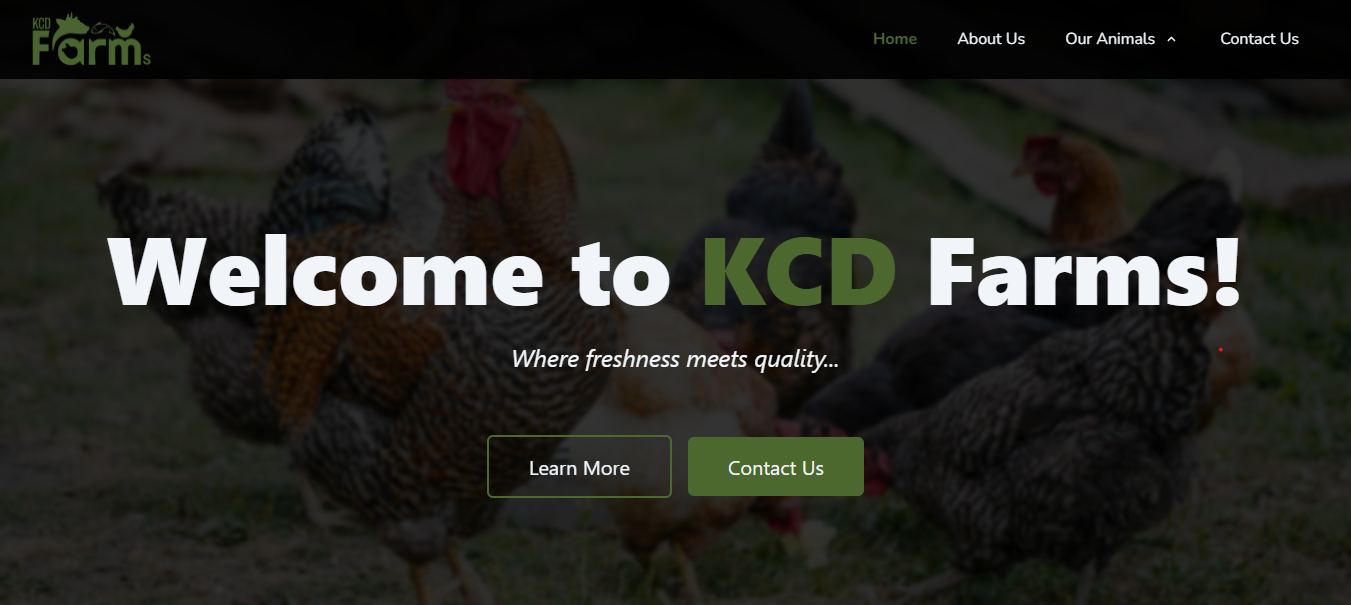 KCD
Farms
Home
About Us
Our Animals
Contact Us
Welcome to KCD Farms!
Where freshness meets quality...
Learn More
Contact Us